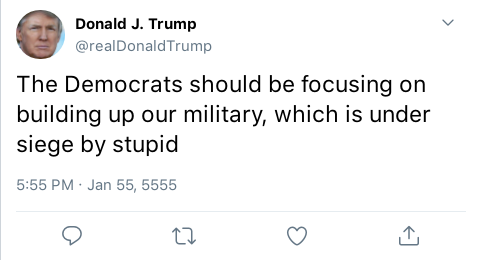 Donald J. Trump
@realDonaldTrump
The Democrats should be focusing on
building up our military, which is under
siege by stupid
5:55 PM · Jan 55, 5555